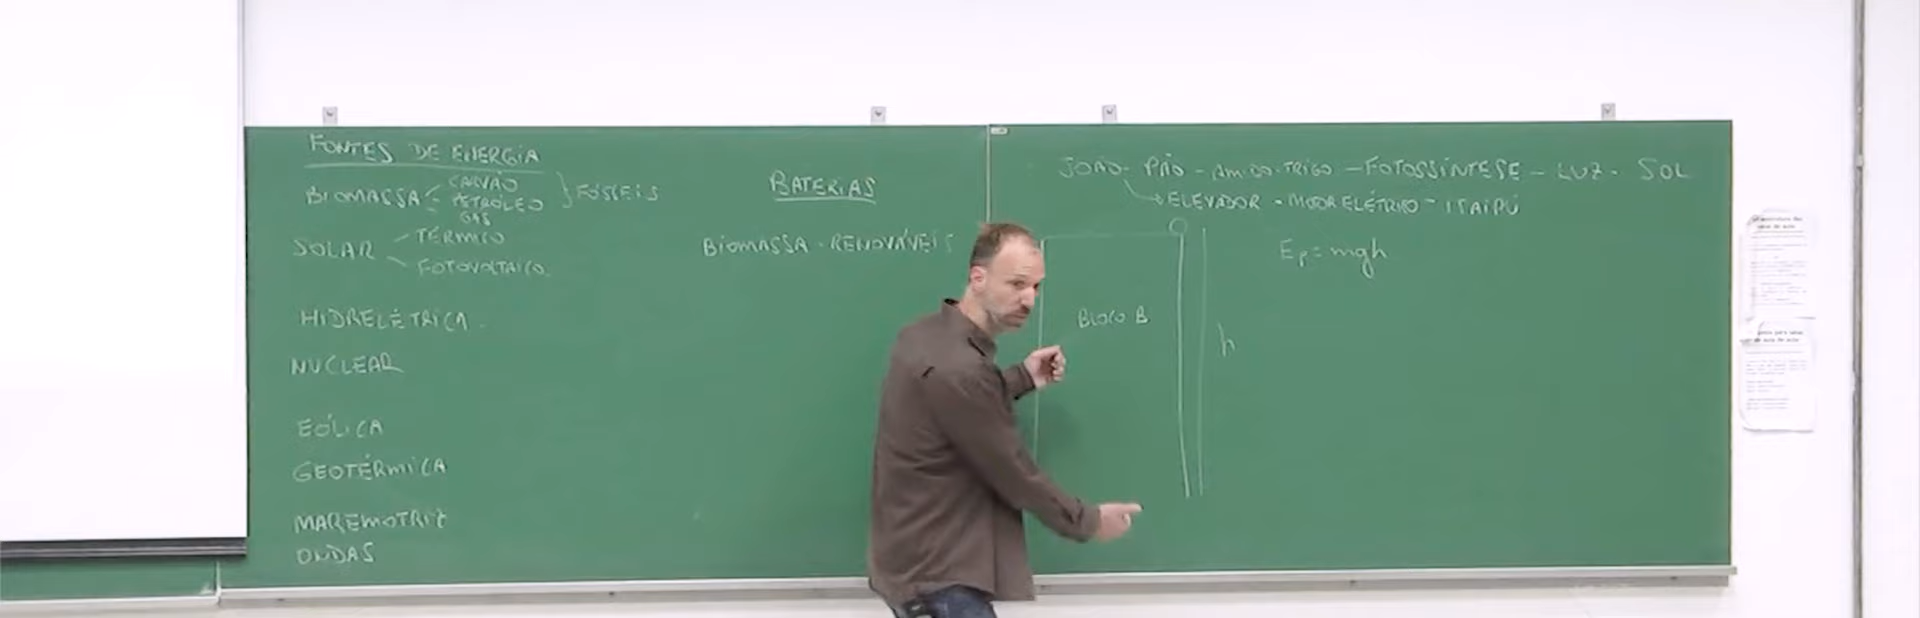 FONTES DE ENERGIA
BIOMASSA - CARVÃO
- PETRÓLEO } FÓSSEIS
GÁS
SOLAR - TÉRMICO
- FOTOVOLTAICO.
HIDRELÉTRICA.
NUCLEAR
EÓLICA
GEOTÉRMICA
MAREMOTRIZ
ONDAS
BATERIAS
BIOMASSA - RENOVÁVEIS
JOÃO - PÃO - AMIDO.TRIGO - FOTOSSÍNTESE - LUZ - SOL
ELEVADOR - MOTOR ELÉTRICO - ITAIPÚ
Ep = mgh
BLOCO B
h